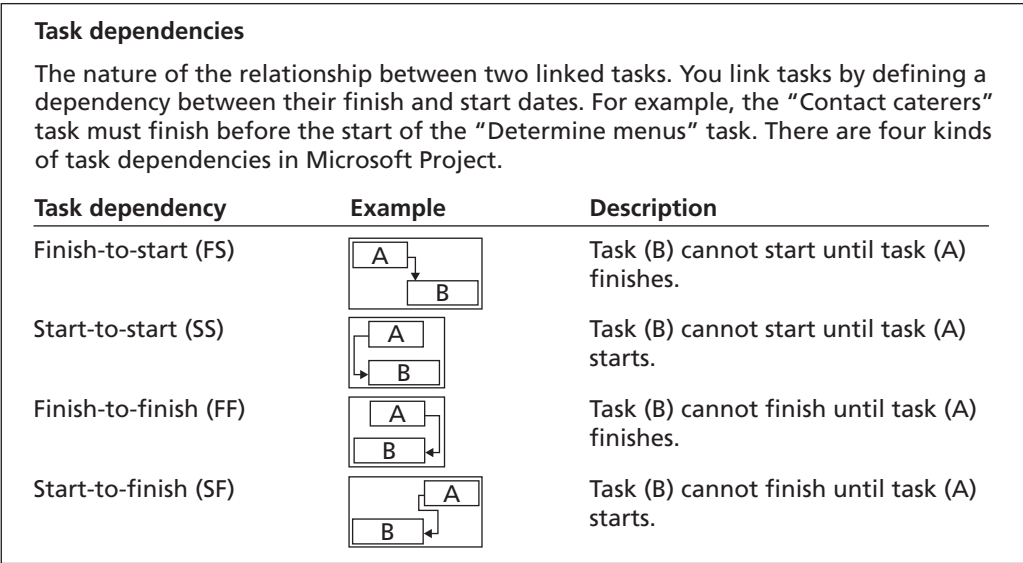 Task dependencies
The nature of the relationship between two linked tasks. You link tasks by defining a
dependency between their finish and start dates. For example, the “Contact caterers”
task must finish before the start of the “Determine menus” task. There are four kinds
of task dependencies in Microsoft Project.
Task dependency Example Description
Finish-to-start (FS) A B Task (B) cannot start until task (A)
finishes.
Start-to-start (SS) A B Task (B) cannot start until task (A)
starts.
Finish-to-finish (FF) A B Task (B) cannot finish until task (A)
finishes.
Start-to-finish (SF) A B Task (B) cannot finish until task (A)
starts.